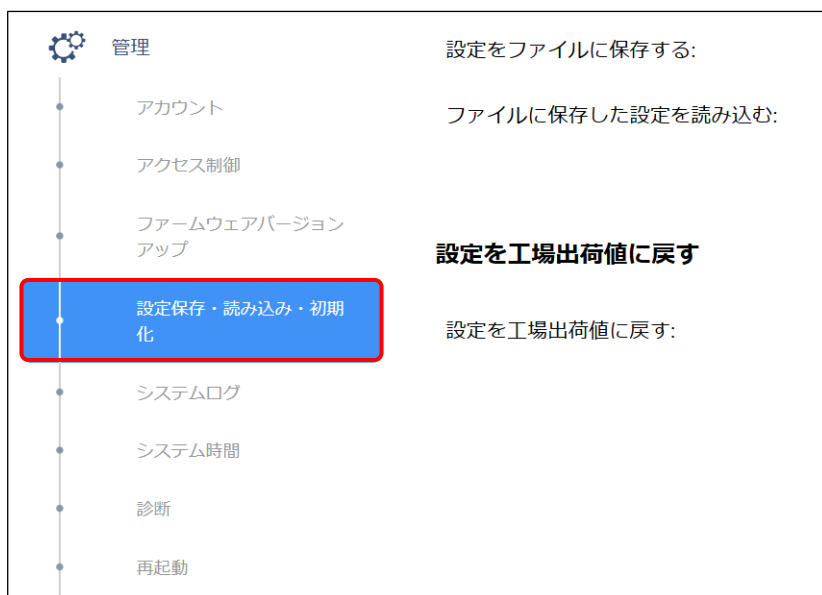 管理
アカウント
アクセス制御
ファームウェアバージョン
アップ
設定保存・読み込み・初期
化
システムログ
システム時間
診断
再起動
設定をファイルに保存する:
ファイルに保存した設定を読み込む:
設定を工場出荷値に戻す
設定を工場出荷値に戻す: